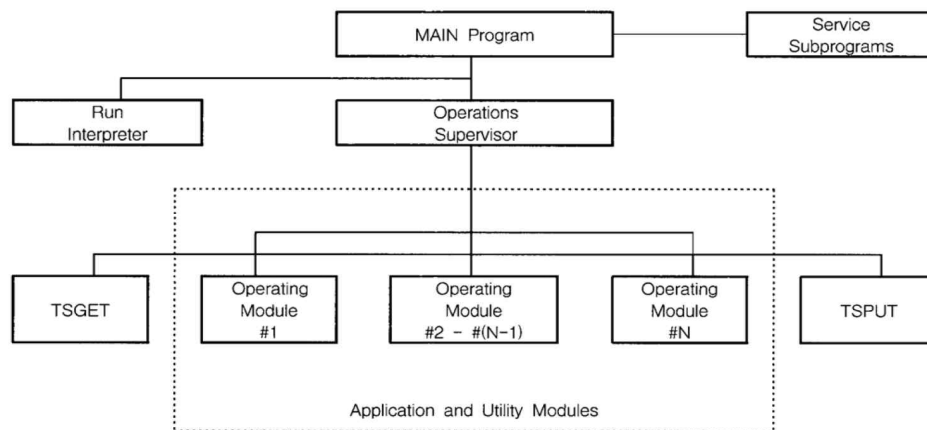 MAIN Program
Service
Subprograms
Run
Interpreter
Operations
Supervisor
TSGET
Operating
Module
#1
Operating
Module
#2 - #(N-1)
Operating
Module
#N
TSPUT
Application and Utility Modules